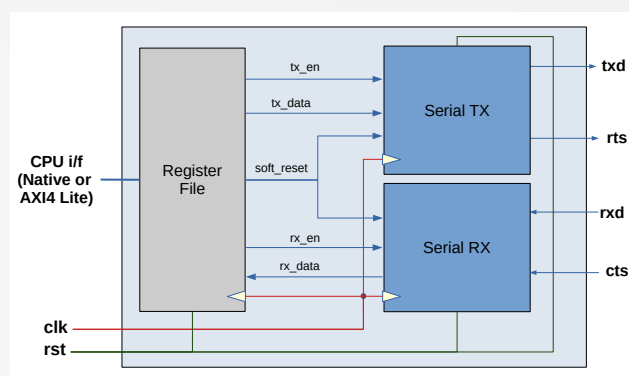 tx_en
tx_data
soft_reset
rx_en
rx_data
Register
File
Serial TX
Serial RX
CPU i/f
(Native or
AXI4 Lite)
clk
rst
txd
rts
rxd
cts